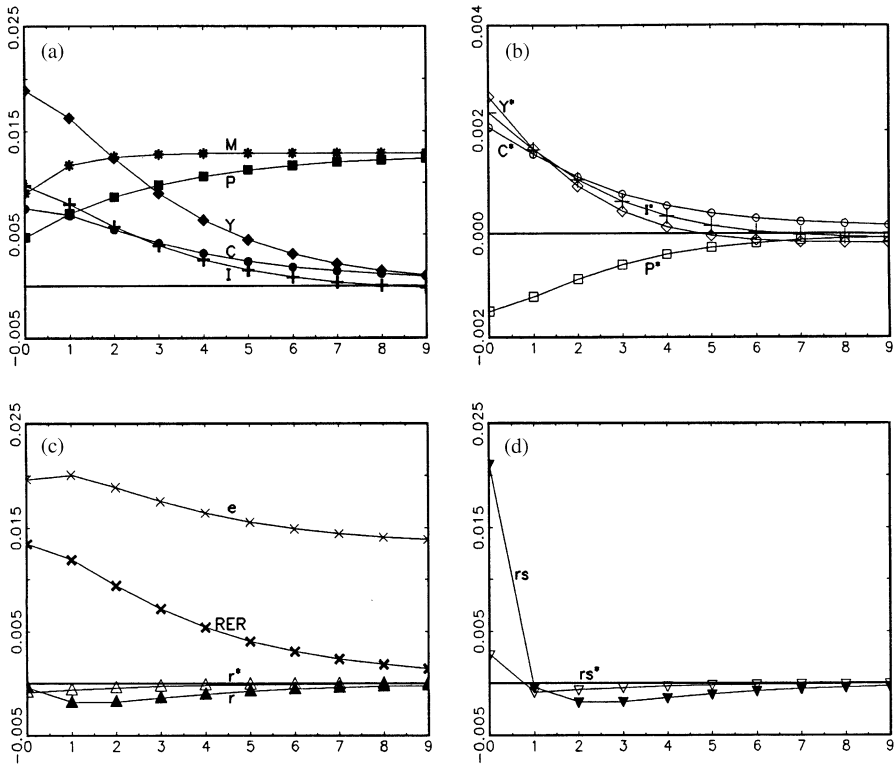 (a)
0.025
0.015
0.005
−0.005
M
P
Y
C
I
0 1 2 3 4 5 6 7 8 9
(b)
0.004
0.002
0.000
−0.002
Y*
C*
I*
P*
0 1 2 3 4 5 6 7 8 9
(c)
0.025
0.015
0.005
−0.005
e
RER
r*
r
0 1 2 3 4 5 6 7 8 9
(d)
0.025
0.015
0.005
−0.005
rs
rs*
0 1 2 3 4 5 6 7 8 9